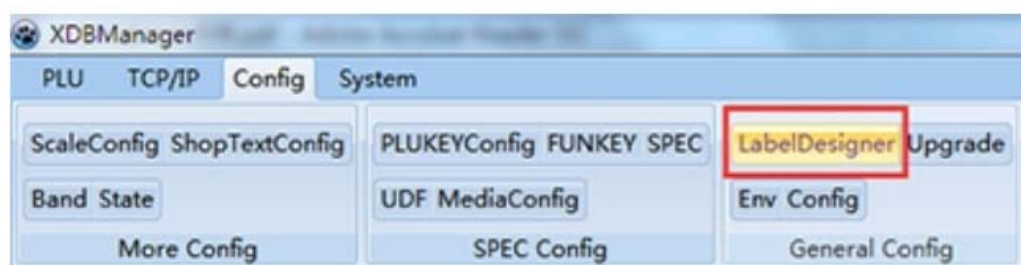 XDBManager
PLU TCP/IP Config System
ScaleConfig ShopTextConfig PLUKEYConfig FUNKEY SPEC LabelDesigner Upgrade
Band State UDF MediaConfig Env Config
More Config SPEC Config General Config